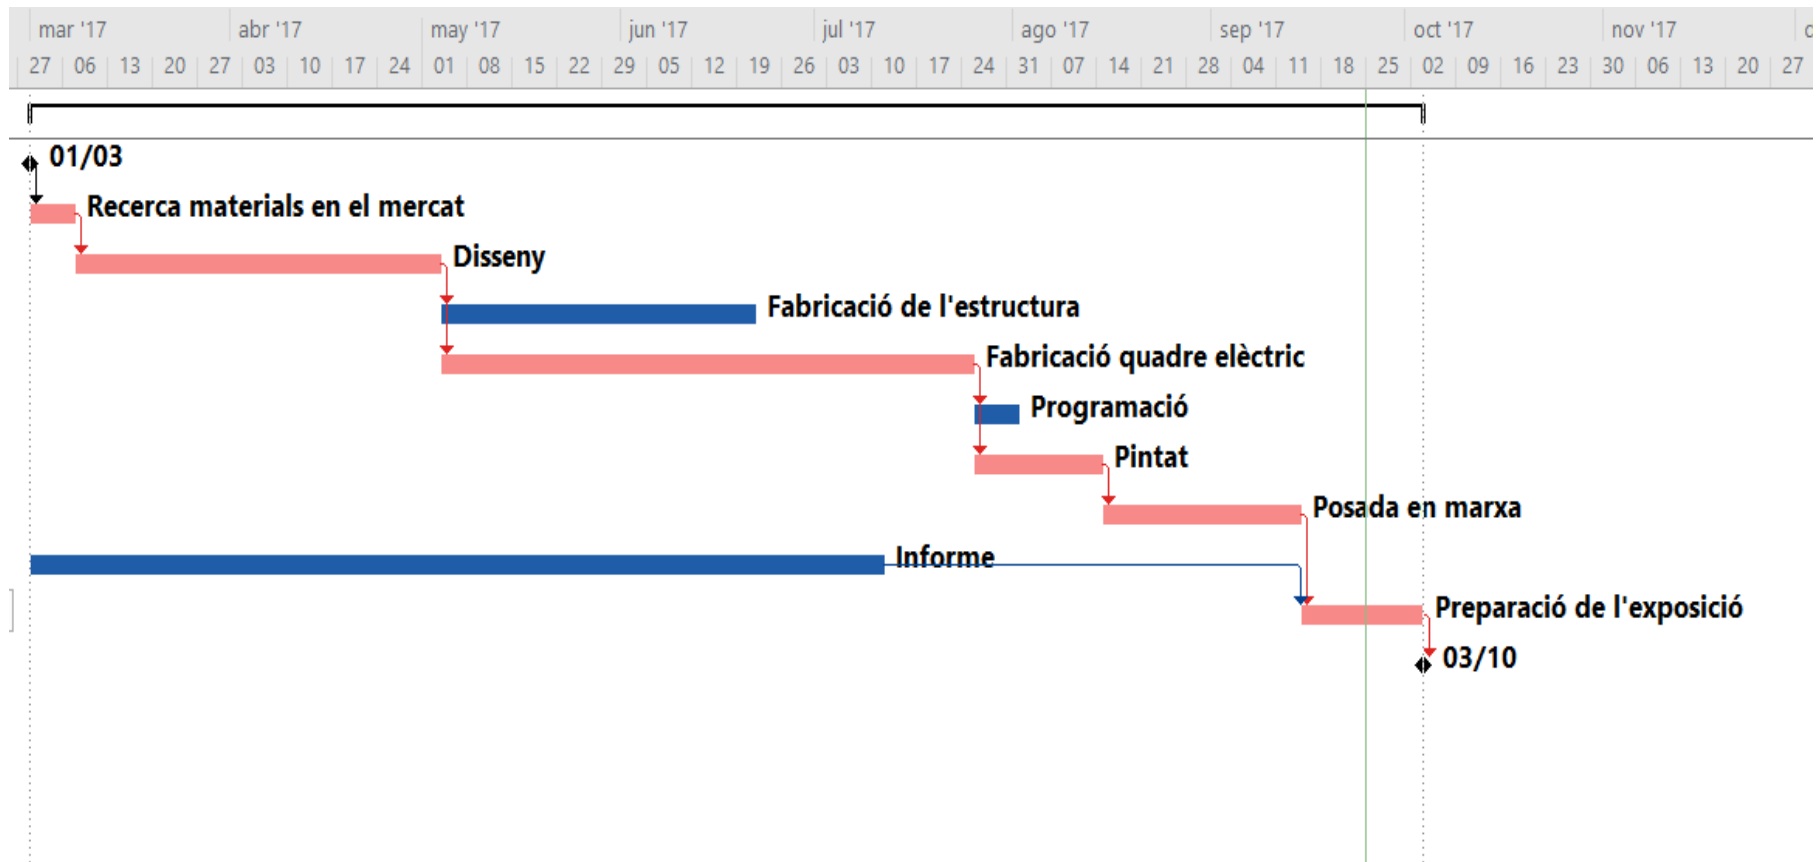 mar '17 abr '17 may '17 jun '17 jul '17 ago '17 sep '17 oct '17 nov '17
27 06 13 20 27 03 10 17 24 01 08 15 22 29 05 12 19 26 03 10 17 24 31 07 14 21 28 04 11 18 25 02 09 16 23 30 06 13 20 27
01/03
Recerca materials en el mercat
Disseny
Fabricació de l'estructura
Fabricació quadre elèctric
Programació
Pintat
Posada en marxa
Informe
Preparació de l'exposició
03/10